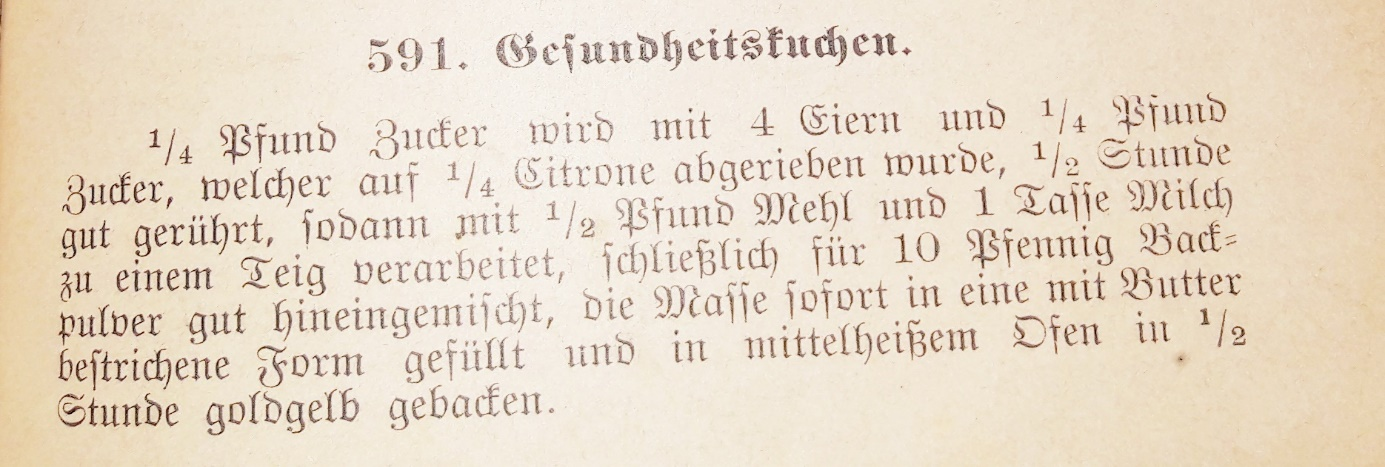 591. Gesundheitskuchen.
1/4 Pfund Zucker wird mit 4 Eiern und 1/4 Pfund
Zucker, welcher auf 1/4 Citrone abgerieben wurde, 1/2 Stunde
gut gerührt, sodann mit 1/2 Pfund Mehl und 1 Tasse Milch
zu einem Teig verarbeitet, schließlich für 10 Pfennig Back-
pulver gut hineingemischt, die Masse sofort in eine mit Butter
bestrichene Form gefüllt und in mittelheißem Ofen in 1/2
Stunde goldgelb gebacken.